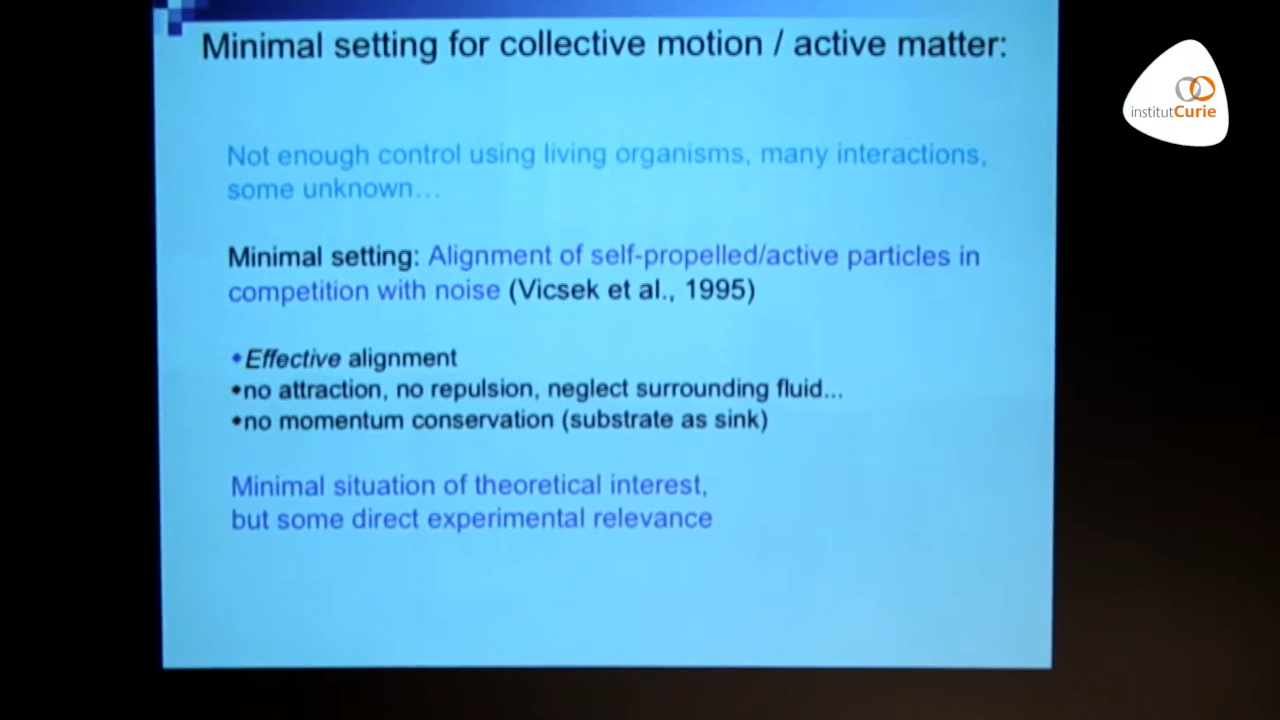 Minimal setting for collective motion / active matter:
institutCurie
Not enough control using living organisms, many interactions,
some unknown…
Minimal setting: Alignment of self-propelled/active particles in
competition with noise (Vicsek et al., 1995)
•Effective alignment
•no attraction, no repulsion, neglect surrounding fluid...
•no momentum conservation (substrate as sink)
Minimal situation of theoretical interest,
but some direct experimental relevance